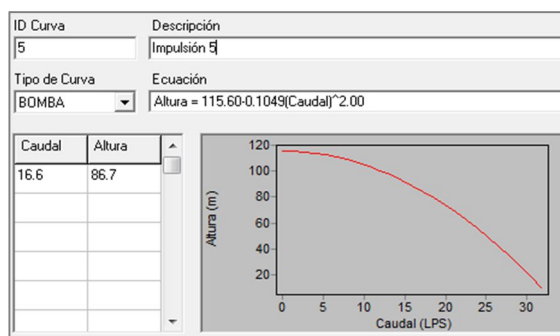 ID Curva Descripción
5 Impulsión 5
Tipo de Curva Ecuación
BOMBA Altura = 115.60-0.1049(Caudal)^2.00
Caudal Altura
16.6 86.7
120
100
80
60
40
20
Altura (m)
0 5 10 15 20 25 30
Caudal (LPS)